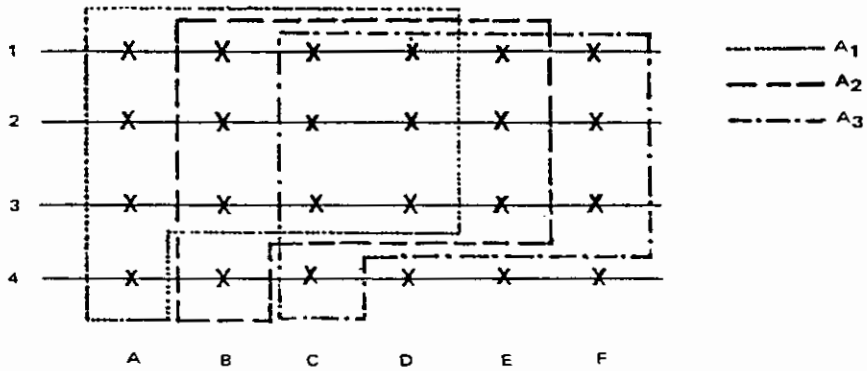 1 X X X X X X A1
A2
2 X X X X X X A3
3 X X X X X X
4 X X X X X X
A B C D E F